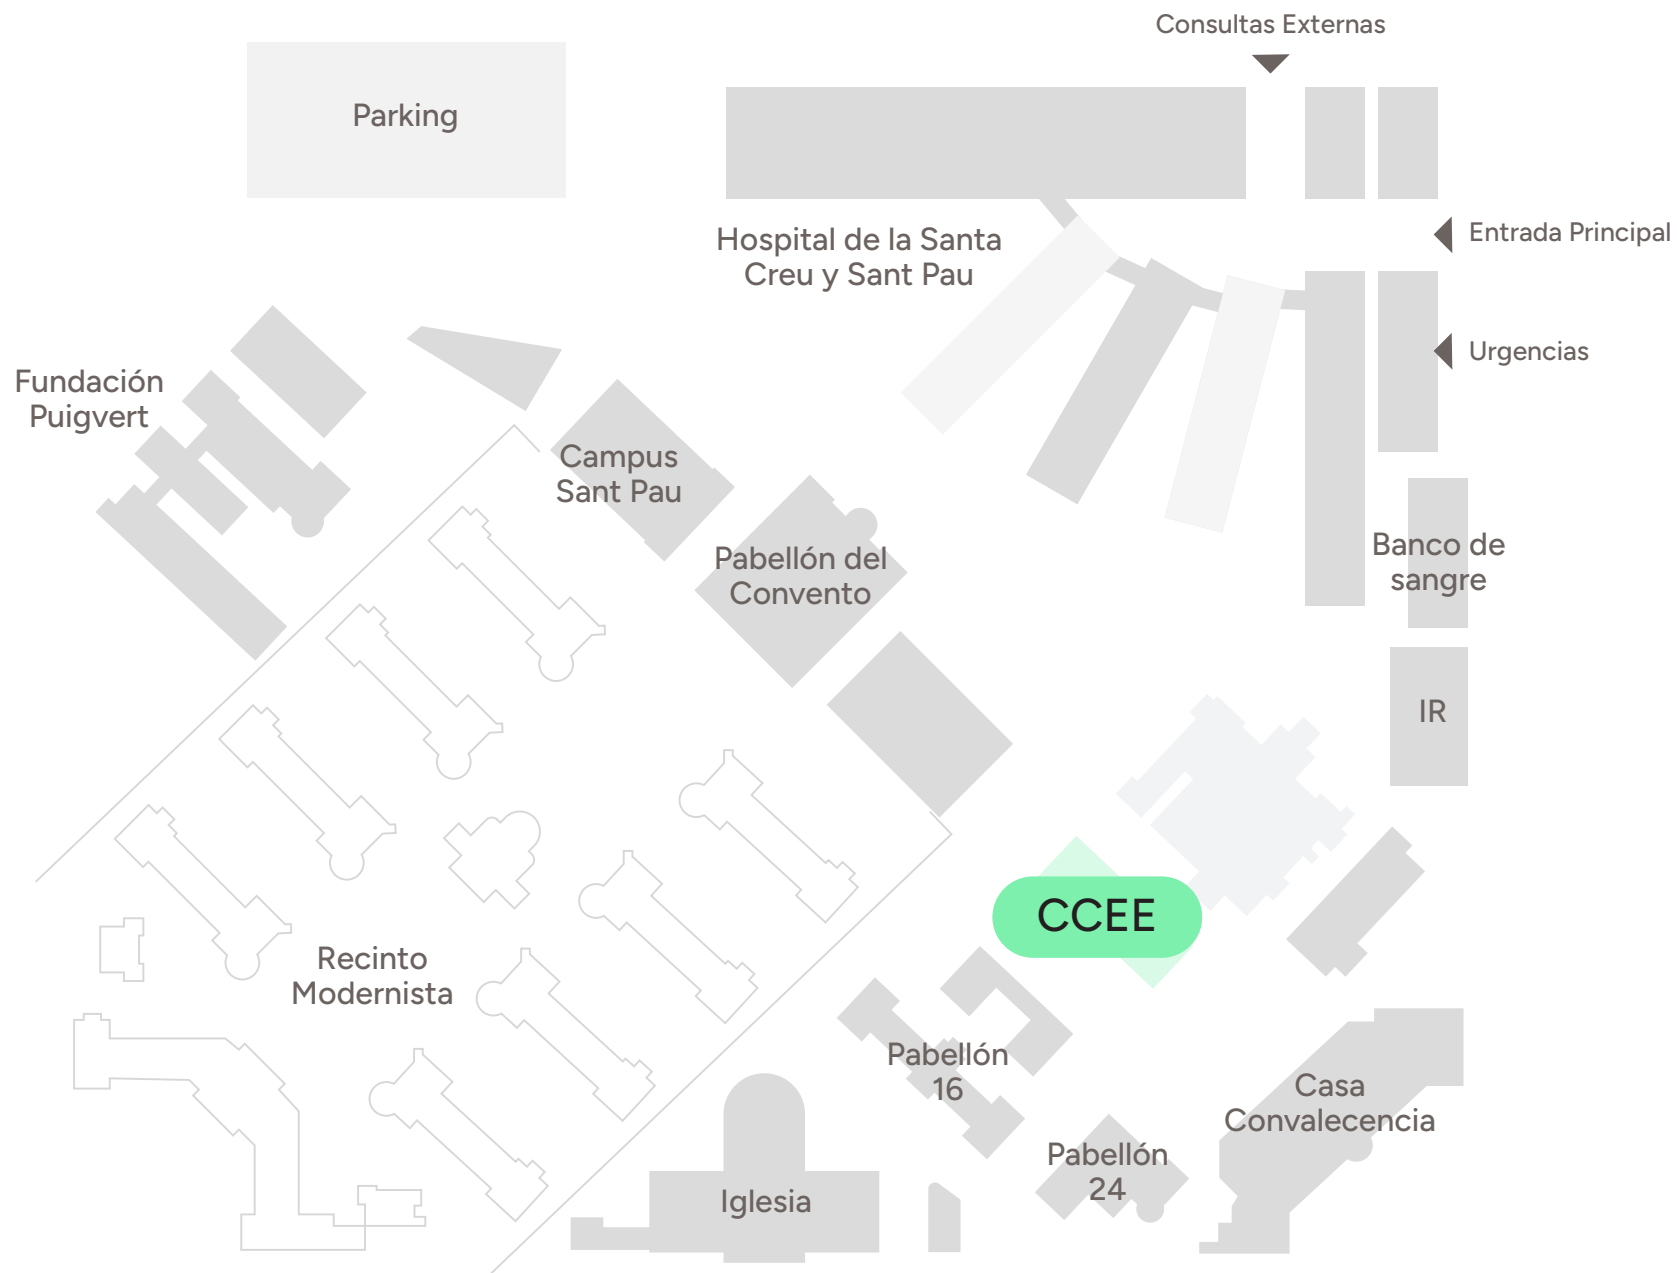 Consultas Externas
Parking
Entrada Principal
Hospital de la Santa
Creu y Sant Pau
Urgencias
Fundación
Puigvert
Campus
Sant Pau
Banco de
sangre
Pabellón del
Convento
IR
CCEE
Recinto
Modernista
Pabellón
16
Casa
Convalecencia
Pabellón
24
Iglesia